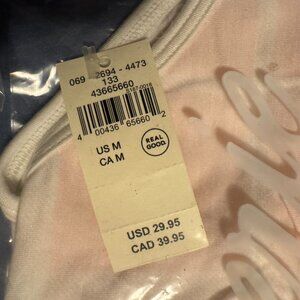 069 2694 - 4473
133
43665660
4 00436 65660 2
US M
CA M
REAL
GOOD.
USD 29.95
CAD 39.95